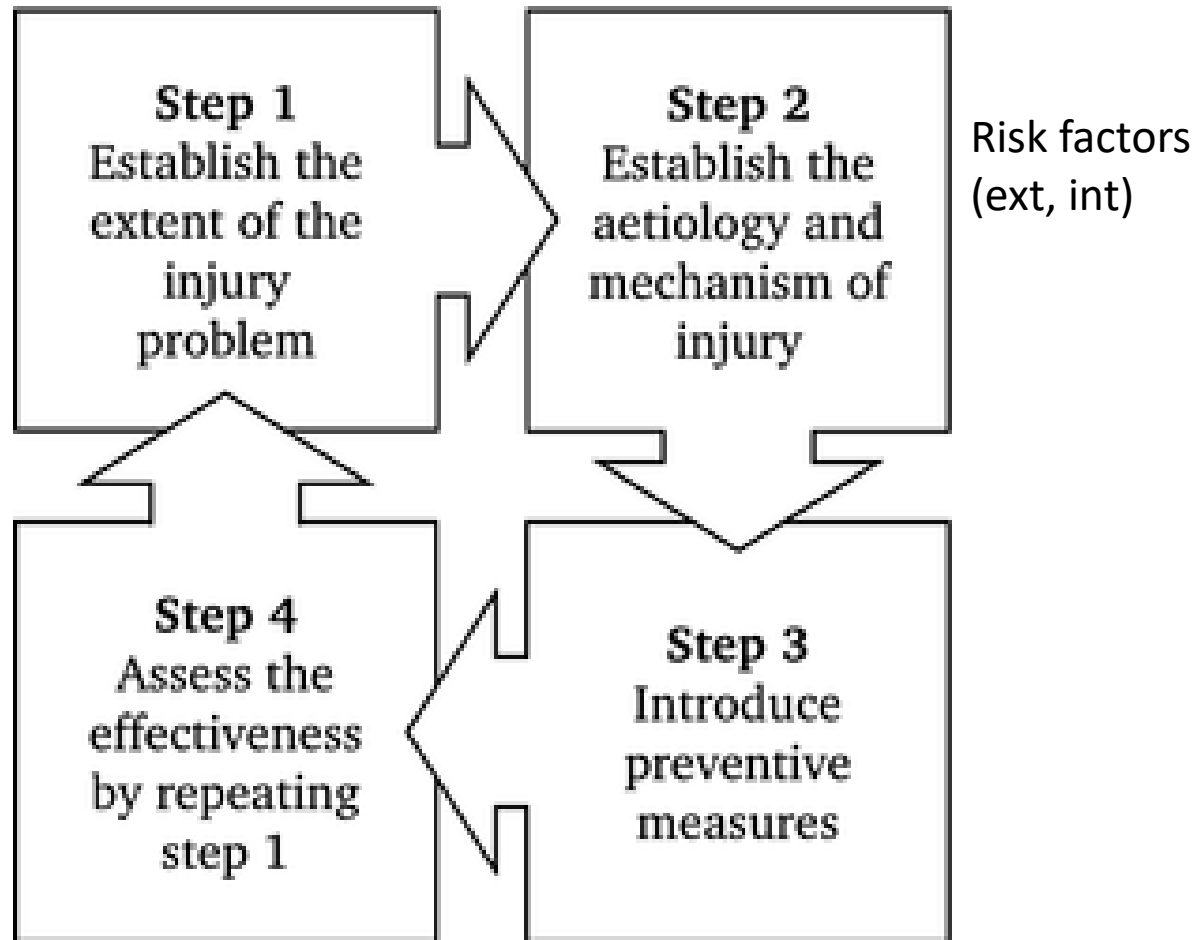 Step 1
Establish the
extent of the
injury
problem
Step 2
Establish the
aetiology and
mechanism of
injury
Risk factors
(ext, int)
Step 3
Introduce
preventive
measures
Step 4
Assess the
effectiveness
by repeating
step 1